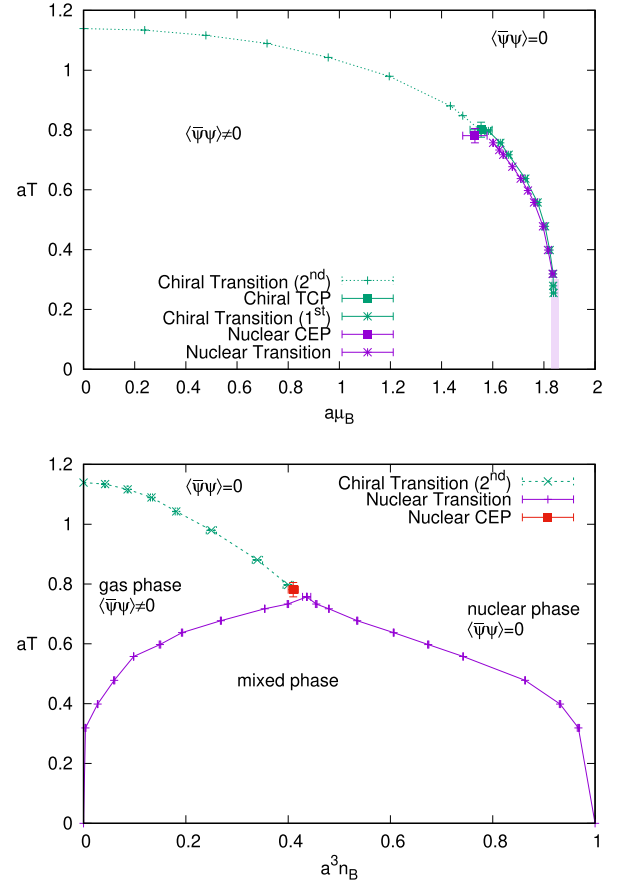 1.2
⟨ψ̅ψ⟩=0
1
0.8
⟨ψ̅ψ⟩≠0
aT
0.6
0.4
Chiral Transition (2nd)
Chiral TCP
0.2
Chiral Transition (1st)
Nuclear CEP
Nuclear Transition
0
0 0.2 0.4 0.6 0.8 1 1.2 1.4 1.6 1.8 2
aμB
1.2
⟨ψ̅ψ⟩=0
Chiral Transition (2nd)
Nuclear Transition
Nuclear CEP
1
0.8
gas phase
⟨ψ̅ψ⟩≠0
nuclear phase
⟨ψ̅ψ⟩=0
aT
0.6
mixed phase
0.4
0.2
0
0 0.2 0.4 0.6 0.8 1
a³nB